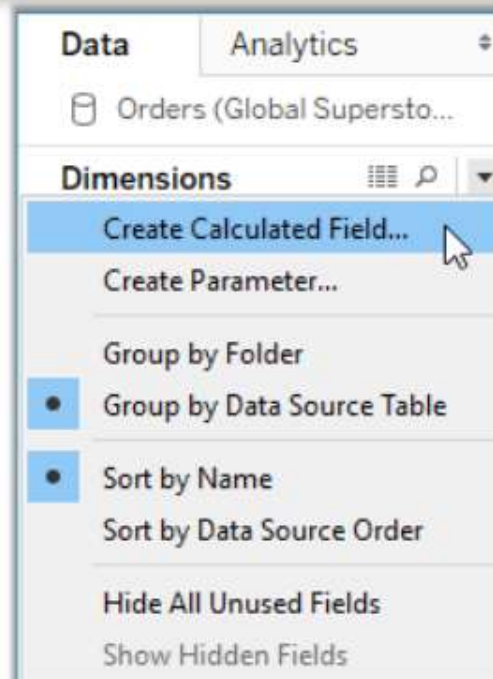 Data Analytics
Orders (Global Supersto...
Dimensions
Create Calculated Field...
Create Parameter...
Group by Folder
Group by Data Source Table
Sort by Name
Sort by Data Source Order
Hide All Unused Fields
Show Hidden Fields